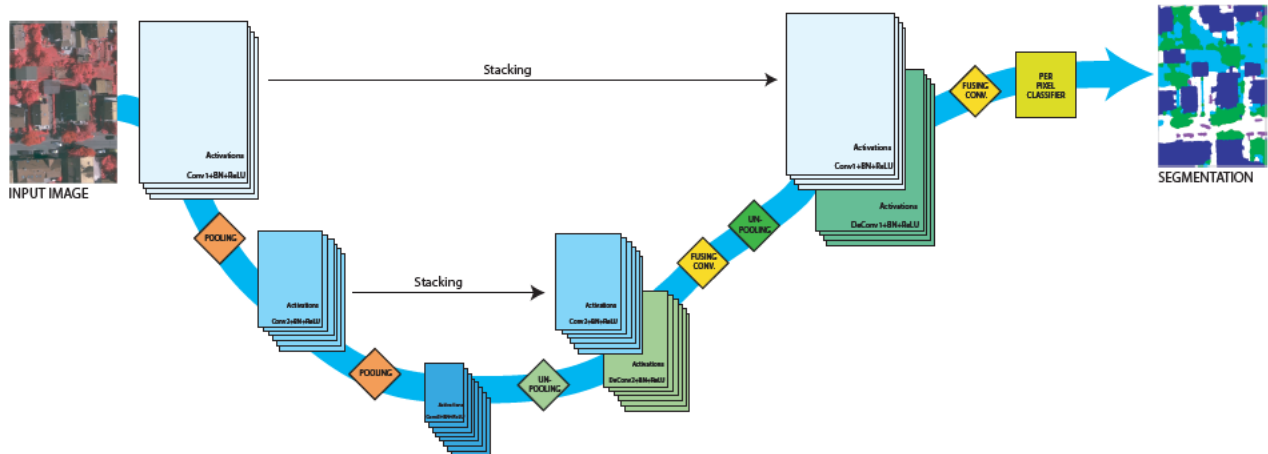 INPUT IMAGE
Activations
Conv1+BN+ReLU
Stacking
Activations
Conv1+BN+ReLU
Activations
DeConv1+BN+ReLU
FUSING
CONV.
PER
PIXEL
CLASSIFIER
SEGMENTATION
POOLING
Activations
Conv2+BN+ReLU
Stacking
Activations
Conv2+BN+ReLU
Activations
DeConv2+BN+ReLU
FUSING
CONV.
UN-
POOLING
POOLING
Activations
UN-
POOLING